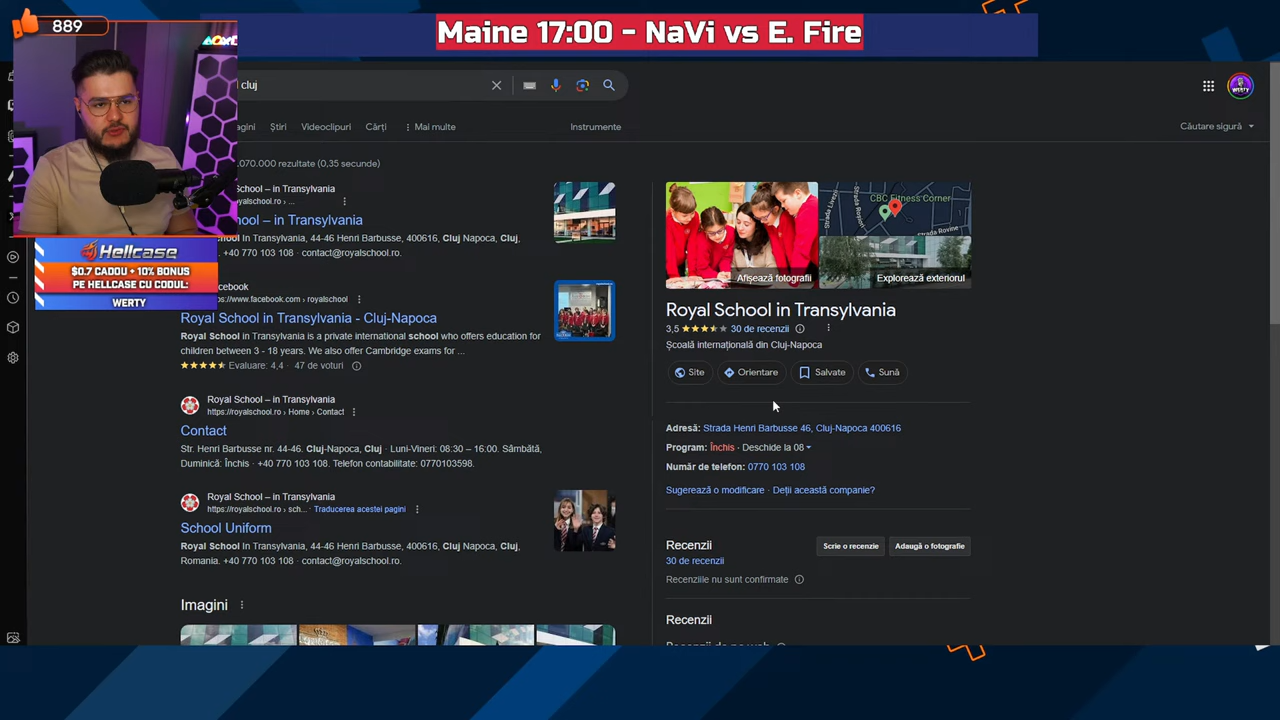 889
Maine 17:00 - NaVi vs E. Fire
cluj
WERTY
Știri
Videoclipuri
Cărți
Mai multe
Instrumente
Căutare sigură
070.000 rezultate (0,35 secunde)
School – in Transylvania
royalschool.ro › ...
hool – in Transylvania
School in Transylvania, 44-46 Henri Barbusse, 400616, Cluj Napoca, Cluj,
+40 770 103 108 · contact@royalschool.ro.
Hellcase
$0.7 CADOU + 10% BONUS
PE HELLCASE CU CODUL:
WERTY
https://www.facebook.com › royalschool
Royal School in Transylvania - Cluj-Napoca
Royal School in Transylvania is a private international school who offers education for
children between 3 - 18 years. We also offer Cambridge exams for ...
Evaluare: 4,4 · 47 de voturi
Royal School – in Transylvania
https://royalschool.ro › Home › Contact
Contact
Str. Henri Barbusse nr. 44-46. Cluj-Napoca, Cluj · Luni-Vineri: 08:30 – 16:00. Sâmbătă,
Duminică: Închis · +40 770 103 108. Telefon contabilitate: 0770103598.
Royal School – in Transylvania
https://royalschool.ro › sch... · Traducerea acestei pagini
School Uniform
Royal School In Transylvania, 44-46 Henri Barbusse, 400616, Cluj Napoca, Cluj,
Romania. +40 770 103 108 · contact@royalschool.ro.
Imagini
CBC Fitness Corner
Strada Rovine
Afișează fotografii
Explorează exteriorul
Royal School in Transylvania
3,5 30 de recenzii
Școală internațională din Cluj-Napoca
Site
Orientare
Salvate
Sună
Adresă: Strada Henri Barbusse 46, Cluj-Napoca 400616
Program: Închis · Deschide la 08
Număr de telefon: 0770 103 108
Sugerează o modificare · Deții această companie?
Recenzii
Scrie o recenzie
Adaugă o fotografie
30 de recenzii
Recenziile nu sunt confirmate
Recenzii